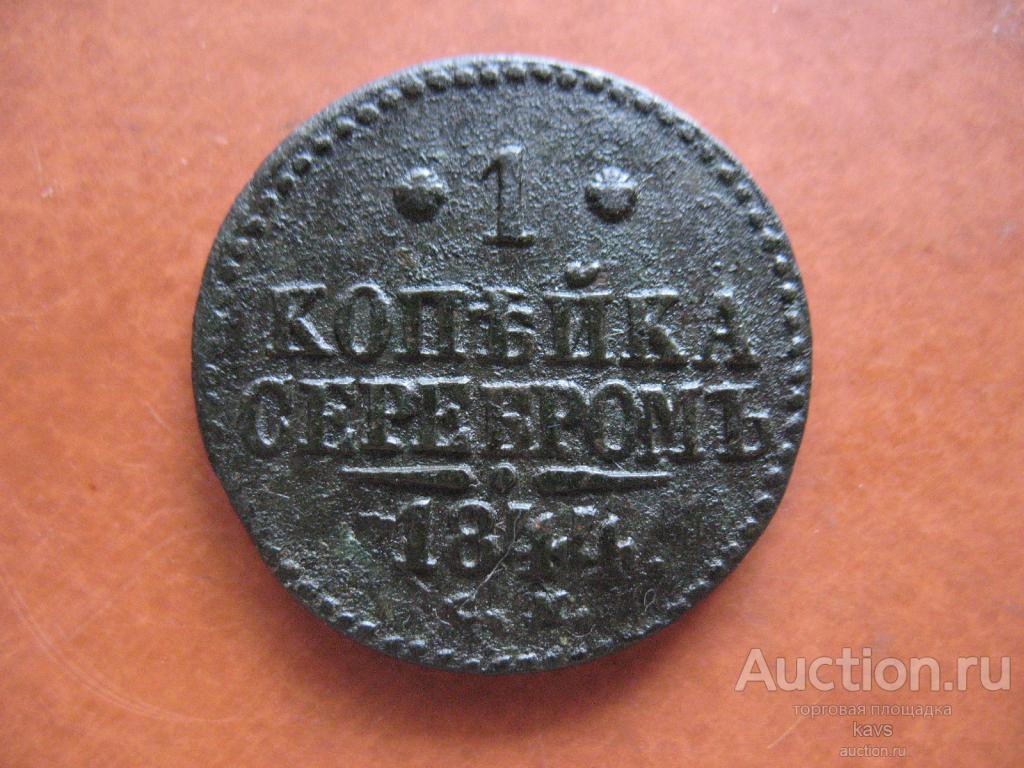 1
КОПѢЙКА
СЕРЕБРОМЪ
1844.
Auction.ru
торговая площадка
kavs
auction.ru